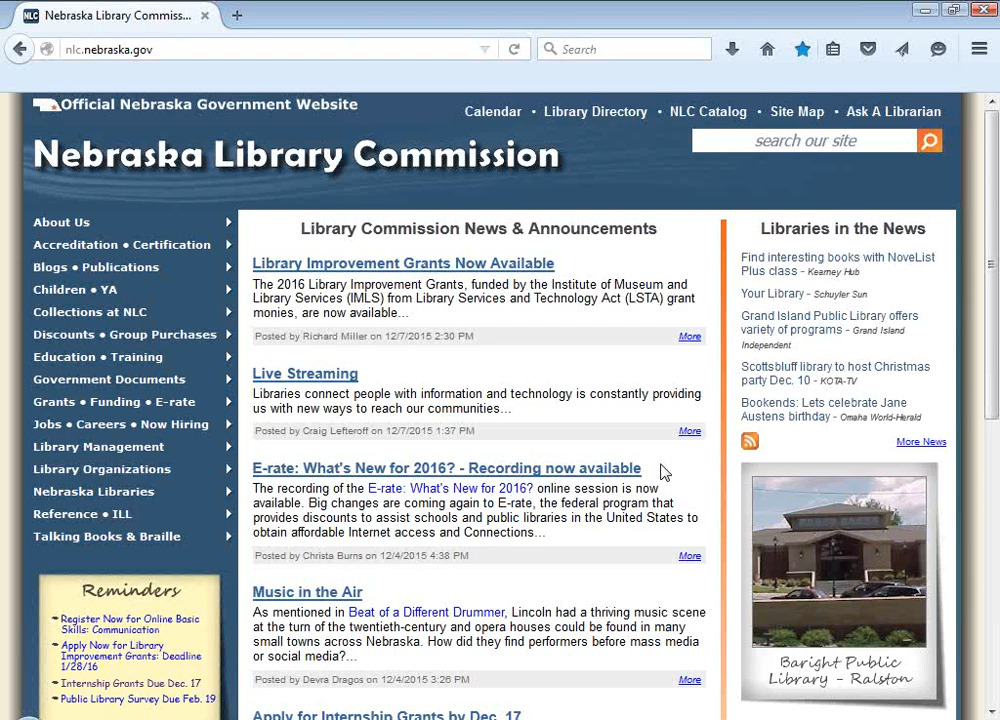 NLC Nebraska Library Commiss...
nlc.nebraska.gov
Search
Official Nebraska Government Website
Calendar • Library Directory • NLC Catalog • Site Map • Ask A Librarian
search our site
Nebraska Library Commission
About Us
Accreditation • Certification
Blogs • Publications
Children • YA
Collections at NLC
Discounts • Group Purchases
Education • Training
Government Documents
Grants • Funding • E-rate
Jobs • Careers • Now Hiring
Library Management
Library Organizations
Nebraska Libraries
Reference • ILL
Talking Books & Braille
Reminders
Register Now for Online Basic
Skills: Communication
Apply Now for Library
Improvement Grants: Deadline
1/28/16
Internship Grants Due Dec. 17
Public Library Survey Due Feb. 19
Library Commission News & Announcements
Library Improvement Grants Now Available
The 2016 Library Improvement Grants, funded by the Institute of Museum and
Library Services (IMLS) from Library Services and Technology Act (LSTA) grant
monies, are now available...
Posted by Richard Miller on 12/7/2015 2:30 PM More
Live Streaming
Libraries connect people with information and technology is constantly providing
us with new ways to reach our communities...
Posted by Craig Lefteroff on 12/7/2015 1:37 PM More
E-rate: What's New for 2016? - Recording now available
The recording of the E-rate: What's New for 2016? online session is now
available. Big changes are coming again to E-rate, the federal program that
provides discounts to assist schools and public libraries in the United States to
obtain affordable Internet access and Connections...
Posted by Christa Burns on 12/4/2015 4:38 PM More
Music in the Air
As mentioned in Beat of a Different Drummer, Lincoln had a thriving music scene
at the turn of the twentieth-century and opera houses could be found in many
small towns across Nebraska. How did they find performers before mass media
or social media?...
Posted by Devra Dragos on 12/4/2015 3:26 PM More
Apply for Internship Grants by Dec. 17
Libraries in the News
Find interesting books with NoveList
Plus class - Kearney Hub
Your Library - Schuyler Sun
Grand Island Public Library offers
variety of programs - Grand Island
Independent
Scottsbluff library to host Christmas
party Dec. 10 - KOTA-TV
Bookends: Lets celebrate Jane
Austens birthday - Omaha World-Herald
More News
Baright Public
Library - Ralston